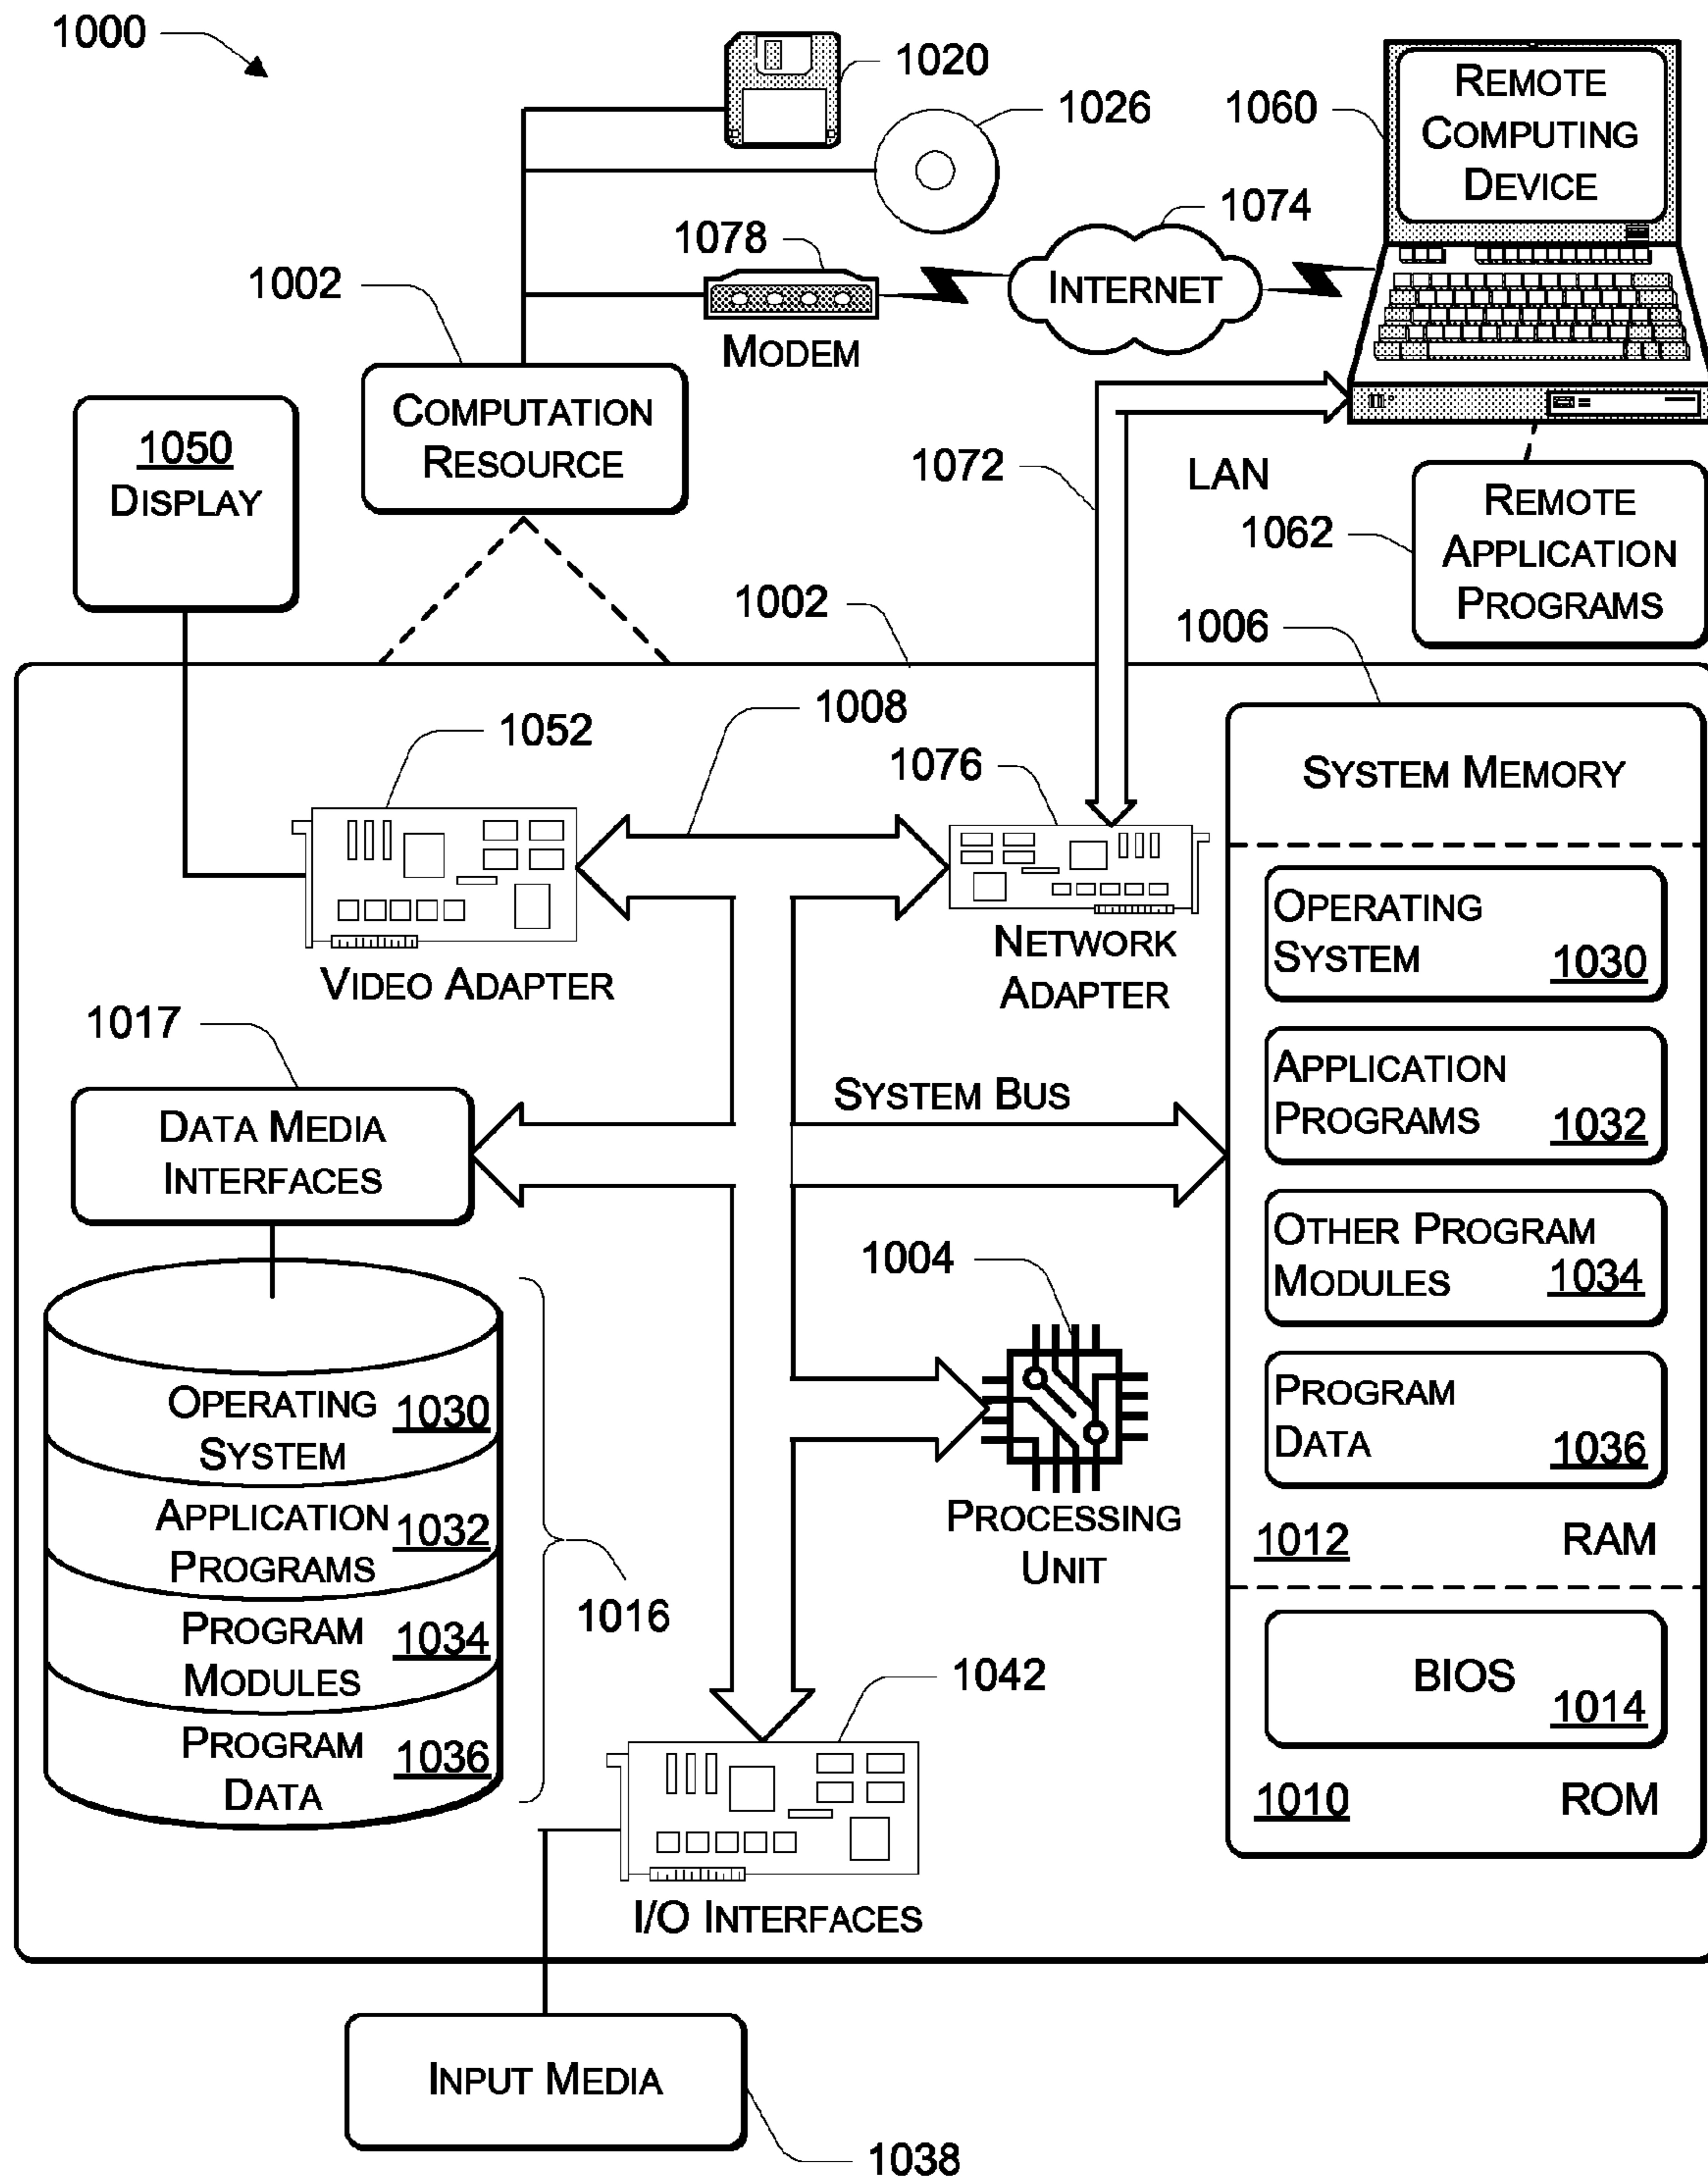 1000
1020
1026
1060
REMOTE
COMPUTING
DEVICE
1078
1074
INTERNET
MODEM
1002
COMPUTATION
RESOURCE
1050
DISPLAY
1072
LAN
1062
REMOTE
APPLICATION
PROGRAMS
1002
1006
1008
1052
VIDEO ADAPTER
1076
NETWORK
ADAPTER
SYSTEM MEMORY
OPERATING
SYSTEM 1030
APPLICATION
PROGRAMS 1032
OTHER PROGRAM
MODULES 1034
PROGRAM
DATA 1036
1012 RAM
BIOS
1014
1010 ROM
1017
DATA MEDIA
INTERFACES
SYSTEM BUS
1004
PROCESSING
UNIT
OPERATING 1030
SYSTEM
APPLICATION 1032
PROGRAMS
PROGRAM 1034
MODULES
PROGRAM 1036
DATA
1016
1042
I/O INTERFACES
INPUT MEDIA
1038